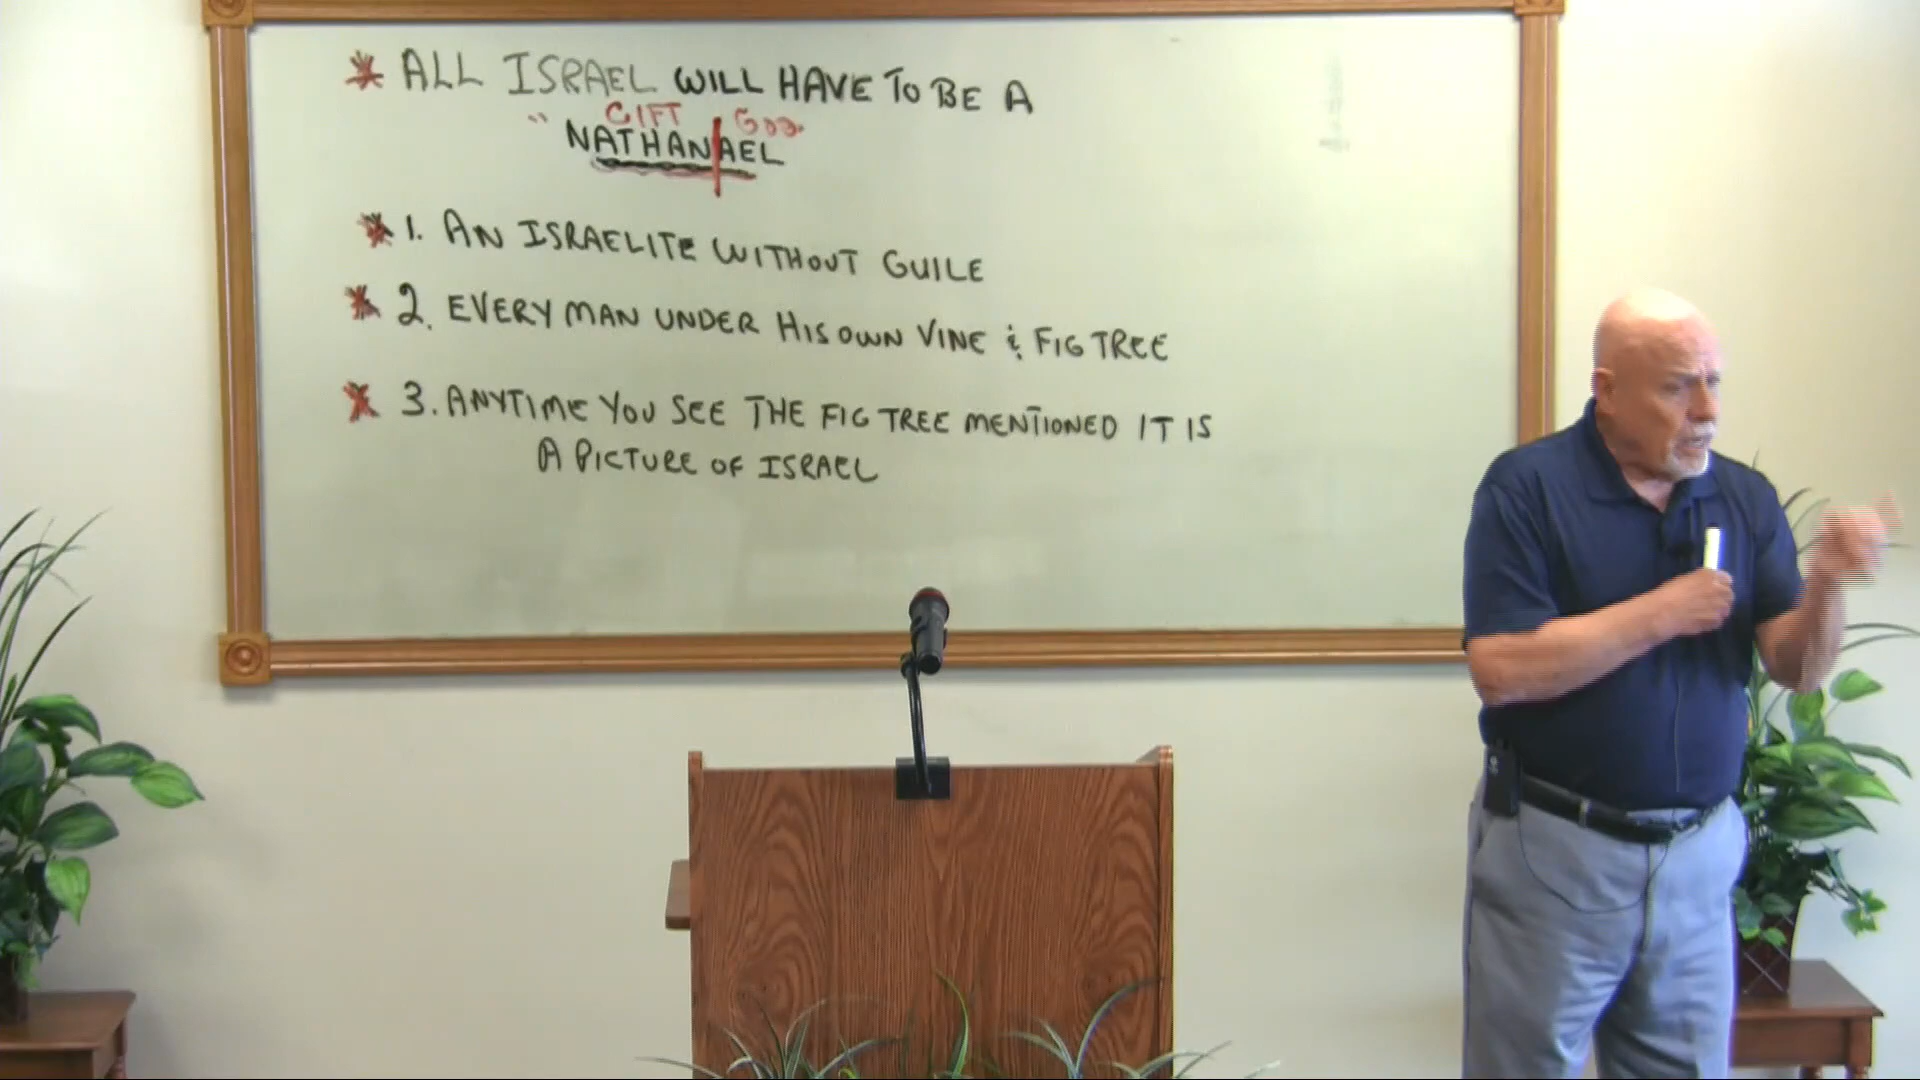 * ALL ISRAEL WILL HAVE TO BE A
GIFT GOD
" NATHANAEL
* 1. AN ISRAELITE WITHOUT GUILE
* 2. EVERY MAN UNDER HIS OWN VINE & FIG TREE
* 3. ANYTIME YOU SEE THE FIG TREE MENTIONED IT IS
A PICTURE OF ISRAEL